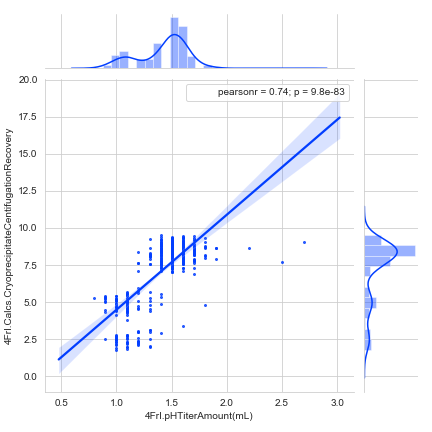 pearsonr = 0.74; p = 9.8e-83
20.0
17.5
15.0
12.5
10.0
7.5
5.0
2.5
0.0
4FrI.Calcs.CryoprecipitateCentifugationRecovery
0.5 1.0 1.5 2.0 2.5 3.0
4FrI.pHTiterAmount(mL)